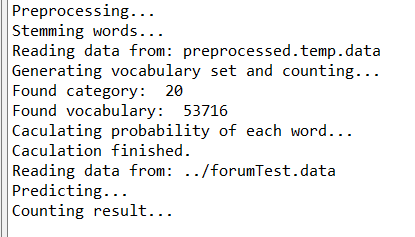 Preprocessing...
Stemming words...
Reading data from: preprocessed.temp.data
Generating vocabulary set and counting...
Found category:  20
Found vocabulary:  53716
Caculating probability of each word...
Caculation finished.
Reading data from: ../forumTest.data
Predicting...
Counting result...